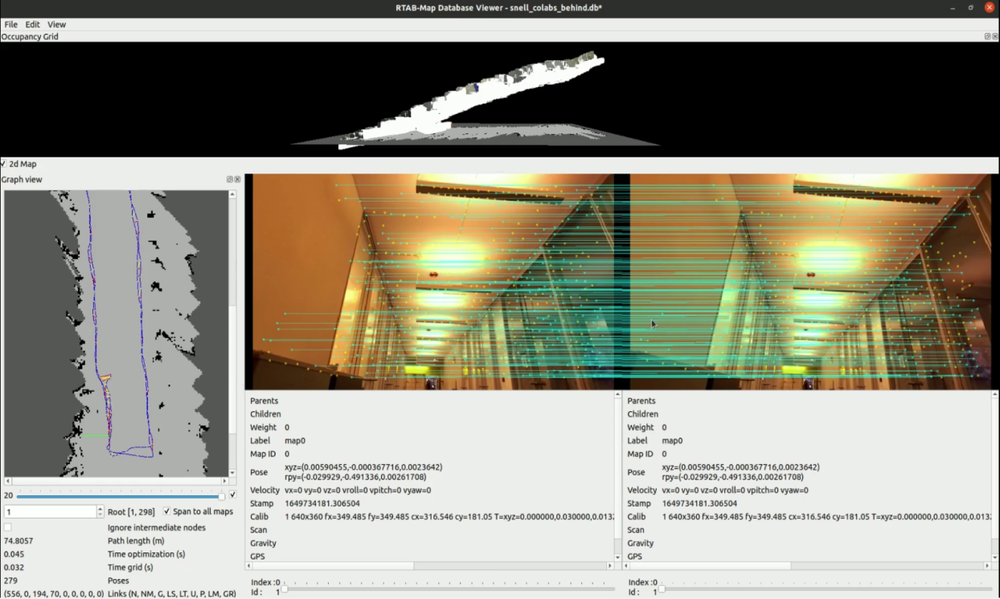 RTAB-Map Database Viewer - snell_colabs_behind.db*
File Edit View
Occupancy Grid
2d Map
Graph view
20
1 Root [1, 298] Span to all maps
Ignore intermediate nodes
74.8057 Path length (m)
0.045 Time optimization (s)
0.032 Time grid (s)
279 Poses
(556, 0, 194, 70, 0, 0, 0, 0, 0) Links (N, NM, G, LS, LT, U, P, LM, GR)
Parents
Children
Weight 0
Label map0
Map ID 0
Pose xyz=(0.00590455,-0.000367716,0.0023642)
rpy=(-0.029929,-0.491336,0.00261708)
Velocity vx=0 vy=0 vz=0 vroll=0 vpitch=0 vyaw=0
Stamp 1649734181.306504
Calib 1 640x360 fx=349.485 fy=349.485 cx=316.546 cy=181.05 T=xyz=0.000000,0.030000,0.013
Scan
Gravity
GPS
Index :0
Id : 1
Parents
Children
Weight 0
Label map0
Map ID 0
Pose xyz=(0.00590455,-0.000367716,0.0023642)
rpy=(-0.029929,-0.491336,0.00261708)
Velocity vx=0 vy=0 vz=0 vroll=0 vpitch=0 vyaw=0
Stamp 1649734181.306504
Calib 1 640x360 fx=349.485 fy=349.485 cx=316.546 cy=181.05 T=xyz=0.000000,0.030000,0.013
Scan
Gravity
GPS
Index :0
Id : 1